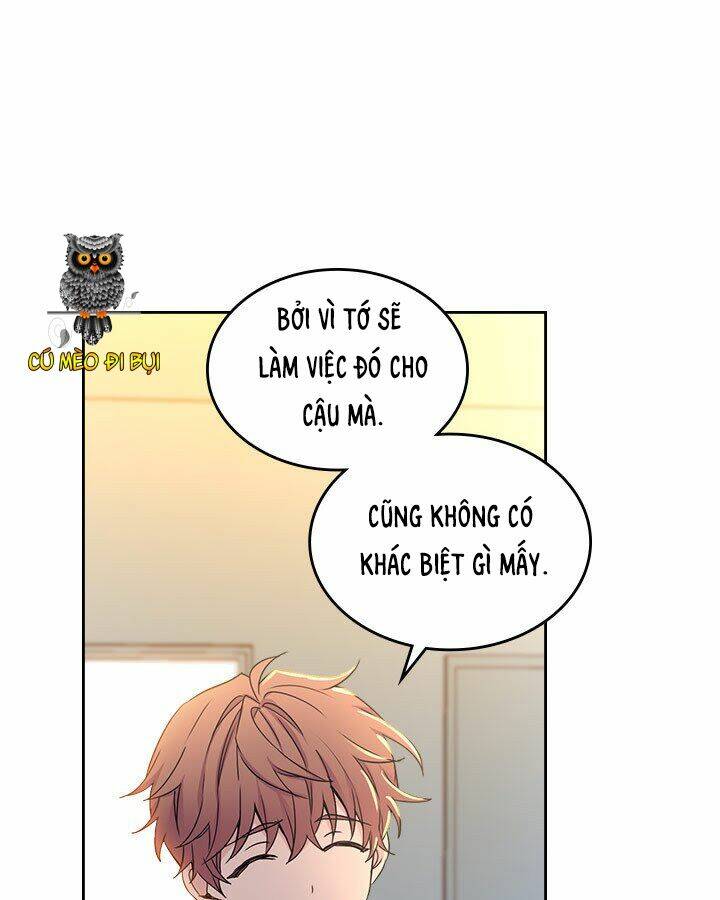 CÚ MÈO ĐI BỤI
BỞI VÌ TỚ SẼ
LÀM VIỆC ĐÓ CHO
CẬU MÀ.
CŨNG KHÔNG CÓ
KHÁC BIỆT GÌ MẤY.